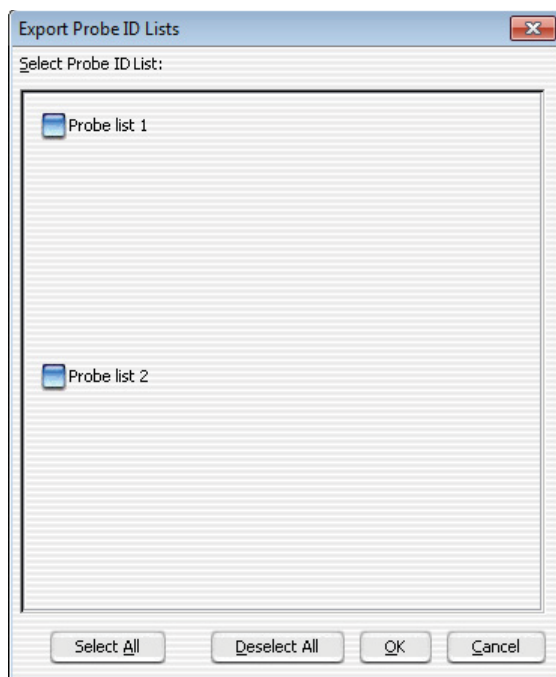 Export Probe ID Lists
Select Probe ID List:
Probe list 1
Probe list 2
Select All Deselect All OK Cancel